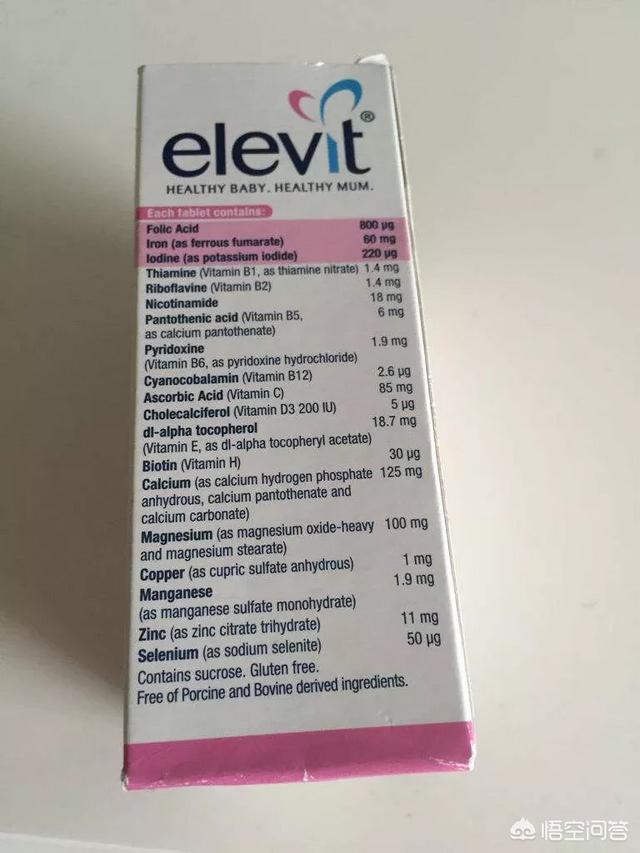 elevit®
HEALTHY BABY. HEALTHY MUM.
Each tablet contains:
Folic Acid 800 µg
Iron (as ferrous fumarate) 60 mg
Iodine (as potassium iodide) 220 µg
Thiamine (Vitamin B1, as thiamine nitrate) 1.4 mg
Riboflavine (Vitamin B2) 1.4 mg
Nicotinamide 18 mg
Pantothenic acid (Vitamin B5, 6 mg
as calcium pantothenate)
Pyridoxine 1.9 mg
(Vitamin B6, as pyridoxine hydrochloride)
Cyanocobalamin (Vitamin B12) 2.6 µg
Ascorbic Acid (Vitamin C) 85 mg
Cholecalciferol (Vitamin D3 200 IU) 5 µg
dl-alpha tocopherol 18.7 mg
(Vitamin E, as dl-alpha tocopheryl acetate)
Biotin (Vitamin H) 30 µg
Calcium (as calcium hydrogen phosphate 125 mg
anhydrous, calcium pantothenate and
calcium carbonate)
Magnesium (as magnesium oxide-heavy 100 mg
and magnesium stearate)
Copper (as cupric sulfate anhydrous) 1 mg
Manganese 1.9 mg
(as manganese sulfate monohydrate)
Zinc (as zinc citrate trihydrate) 11 mg
Selenium (as sodium selenite) 50 µg
Contains sucrose. Gluten free.
Free of Porcine and Bovine derived ingredients.
悟空问答